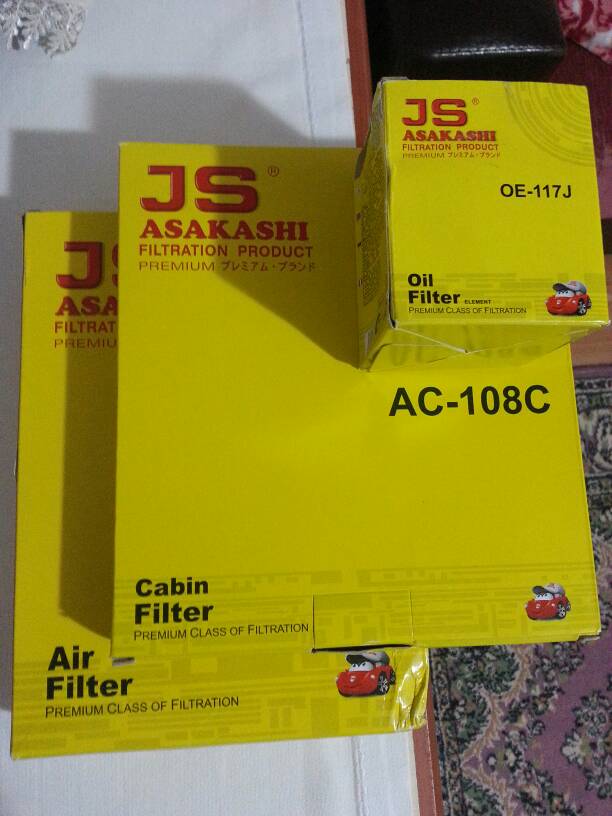 JS®
ASAKASHI
FILTRATION PRODUCT
PREMIUM プレミアム・ブランド
OE-117J
Oil
Filter ELEMENT
PREMIUM CLASS OF FILTRATION
JS®
ASAKASHI
FILTRATION PRODUCT
PREMIUM プレミアム・ブランド
AC-108C
Cabin
Filter
PREMIUM CLASS OF FILTRATION
JS
ASA
FILTRAT
PREMIUM
Air
Filter
PREMIUM CLASS OF FILTRATION